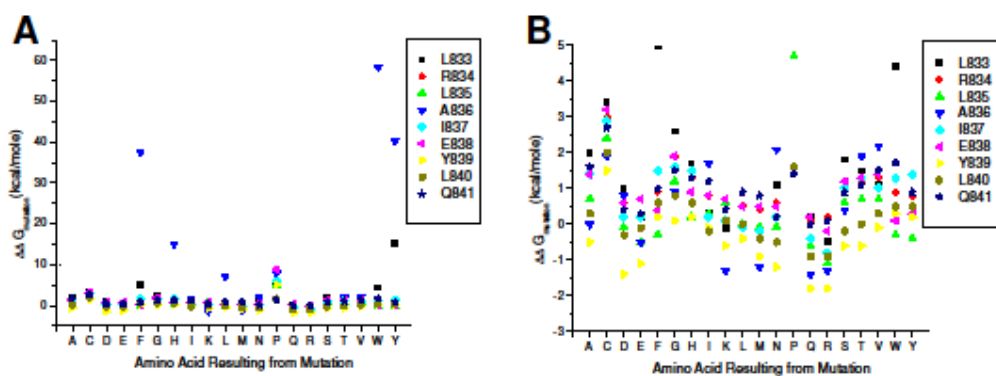 A
ΔΔ G_mutation (kcal/mole)
60
50
40
30
20
10
0
A C D E F G H I K L M N P Q R S T V W Y
Amino Acid Resulting from Mutation
L833
R834
L835
A836
I837
E838
Y839
L840
Q841
B
ΔΔ G_mutation (kcal/mole)
5
4
3
2
1
0
-1
-2
-3
A C D E F G H I K L M N P Q R S T V W Y
Amino Acid Resulting from Mutation
L833
R834
L835
A836
I837
E838
Y839
L840
Q841